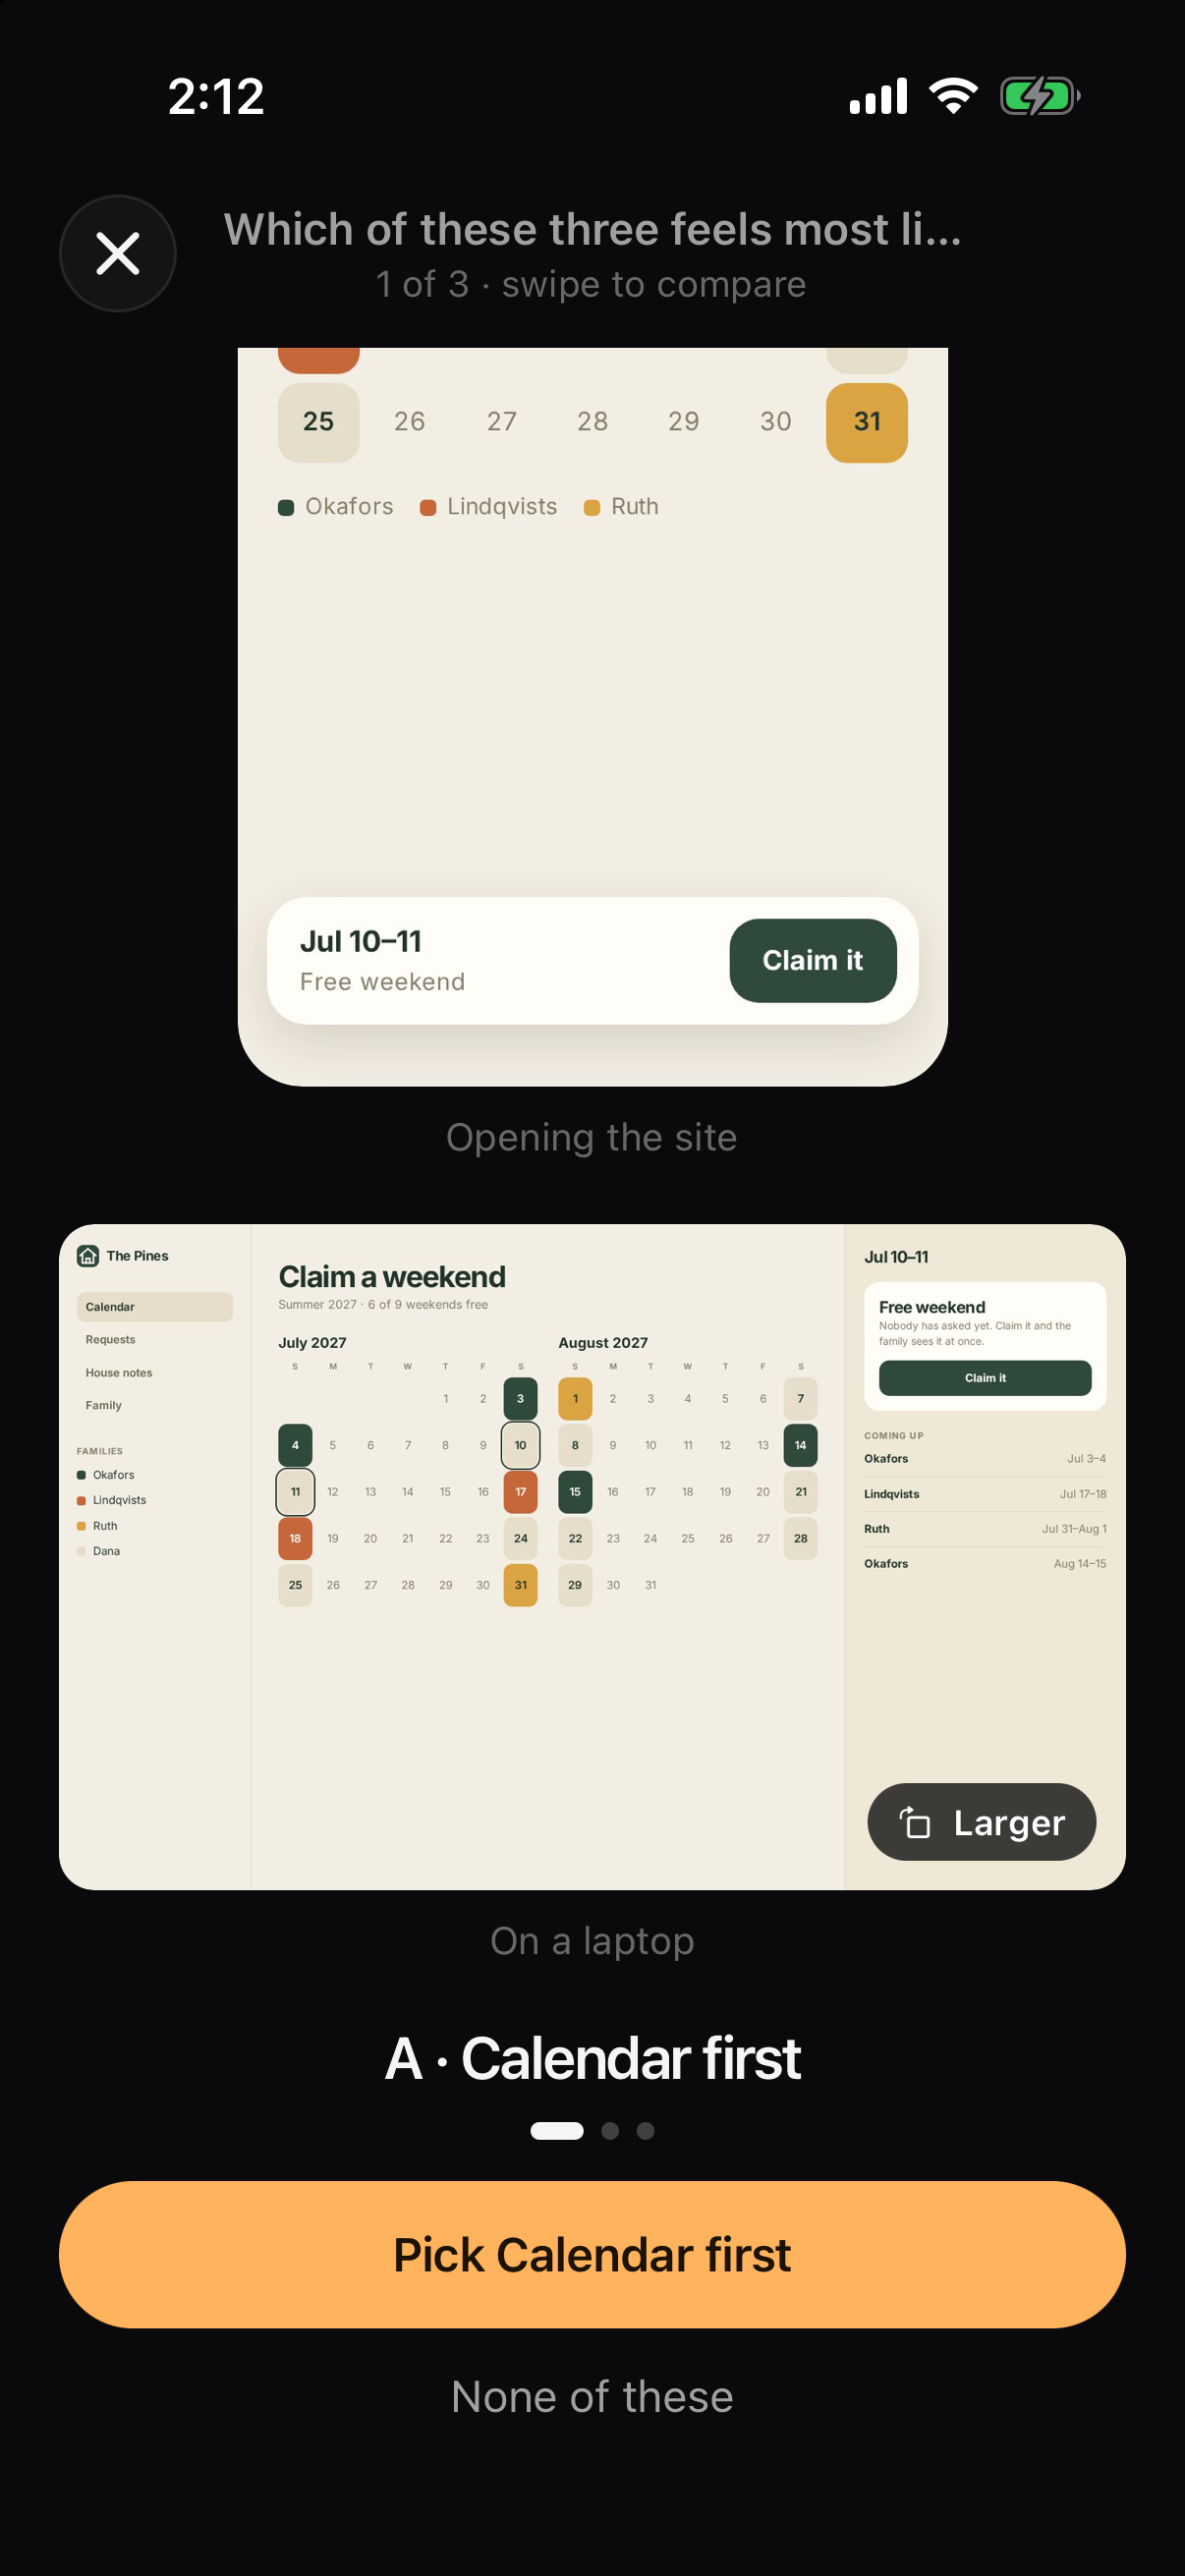 2:12
Which of these three feels most li...
1 of 3 · swipe to compare
25 26 27 28 29 30 31
Okafors Lindqvists Ruth
Jul 10–11
Free weekend
Claim it
Opening the site
The Pines
Calendar
Requests
House notes
Family
FAMILIES
Okafors
Lindqvists
Ruth
Dana
Claim a weekend
Summer 2027 · 6 of 9 weekends free
July 2027
S M T W T F S
1 2 3
4 5 6 7 8 9 10
11 12 13 14 15 16 17
18 19 20 21 22 23 24
25 26 27 28 29 30 31
August 2027
S M T W T F S
1 2 3 4 5 6 7
8 9 10 11 12 13 14
15 16 17 18 19 20 21
22 23 24 25 26 27 28
29 30 31
Jul 10–11
Free weekend
Nobody has asked yet. Claim it and the
family sees it at once.
Claim it
COMING UP
Okafors Jul 3–4
Lindqvists Jul 17–18
Ruth Jul 31–Aug 1
Okafors Aug 14–15
Larger
On a laptop
A · Calendar first
Pick Calendar first
None of these